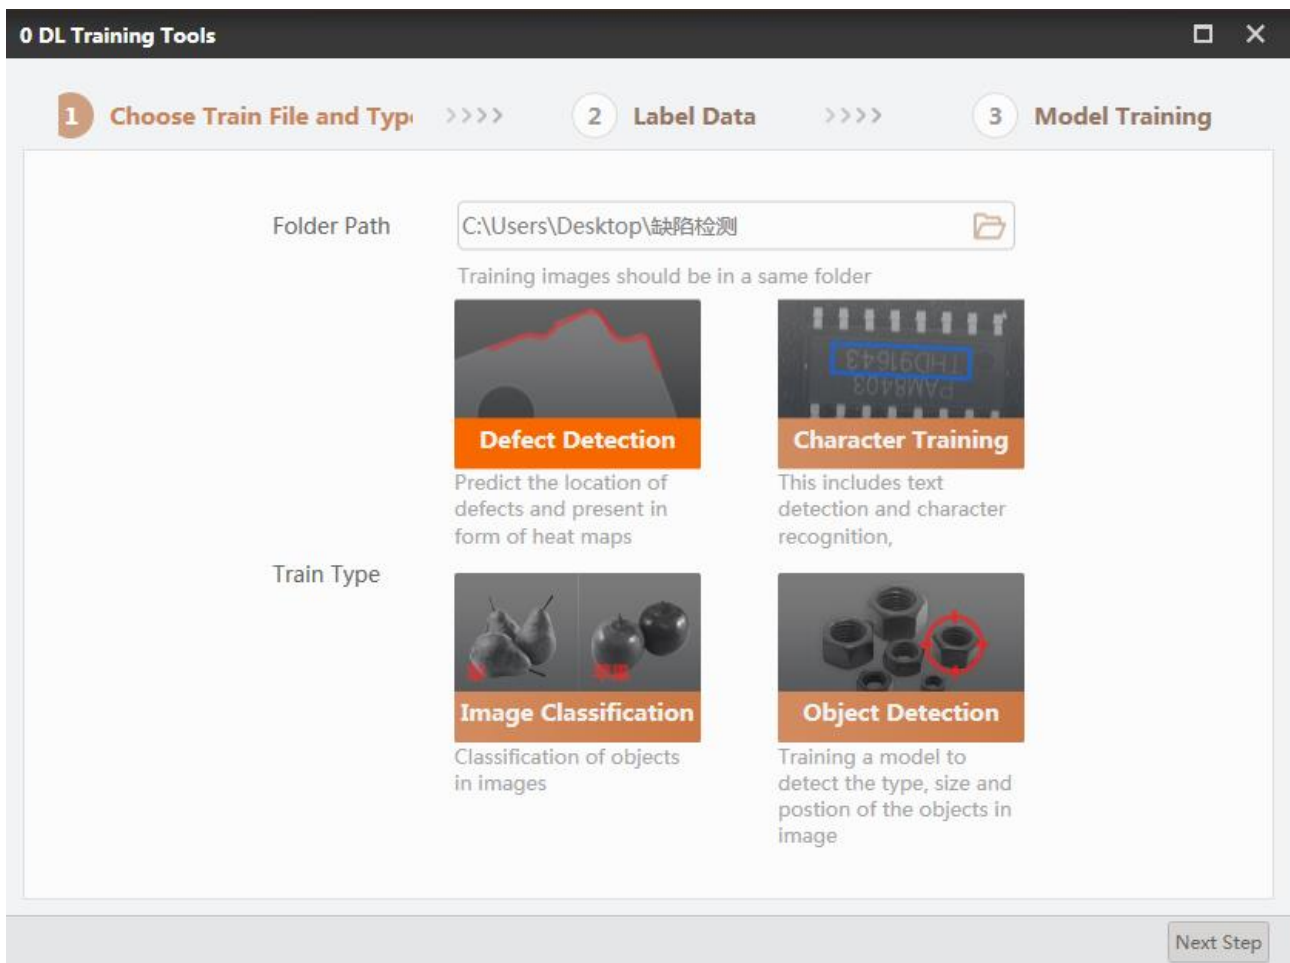 0 DL Training Tools
1 Choose Train File and Typ >>>> 2 Label Data >>>> 3 Model Training
Folder Path C:\Users\Desktop\缺陷检测
Training images should be in a same folder
THD91643
PAM8403
Defect Detection
Character Training
Predict the location of
defects and present in
form of heat maps
This includes text
detection and character
recognition,
Train Type
苹果
Image Classification
Object Detection
Classification of objects
in images
Training a model to
detect the type, size and
postion of the objects in
image
Next Step